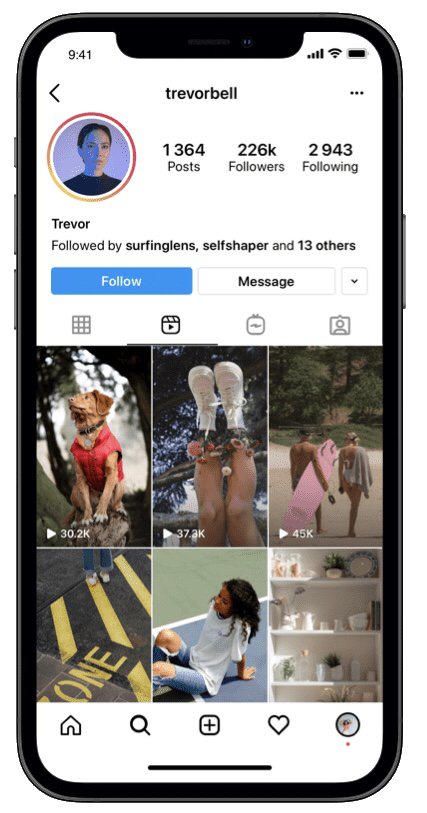 9:41
trevorbell
1 364 226k 2 943
Posts Followers Following
Trevor
Followed by surfinglens, selfshaper and 13 others
Follow Message
30.2K 37.3K 45K
ZONE